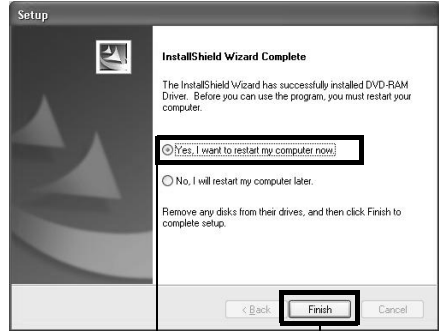 Setup
InstallShield Wizard Complete
The InstallShield Wizard has successfully installed DVD-RAM
Driver. Before you can use the program, you must restart your
computer.
Yes, I want to restart my computer now.
No, I will restart my computer later.
Remove any disks from their drives, and then click Finish to
complete setup.
< Back Finish Cancel